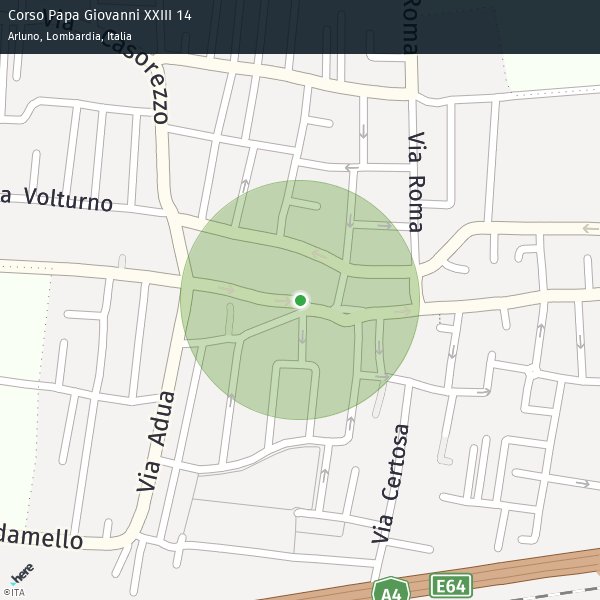 Corso Papa Giovanni XXIII 14
Arluno, Lombardia, Italia
Via Casorezzo
Roma
Via Roma
a Volturno
Via Adua
Via Certosa
damello
here
©ITA
A4
E64